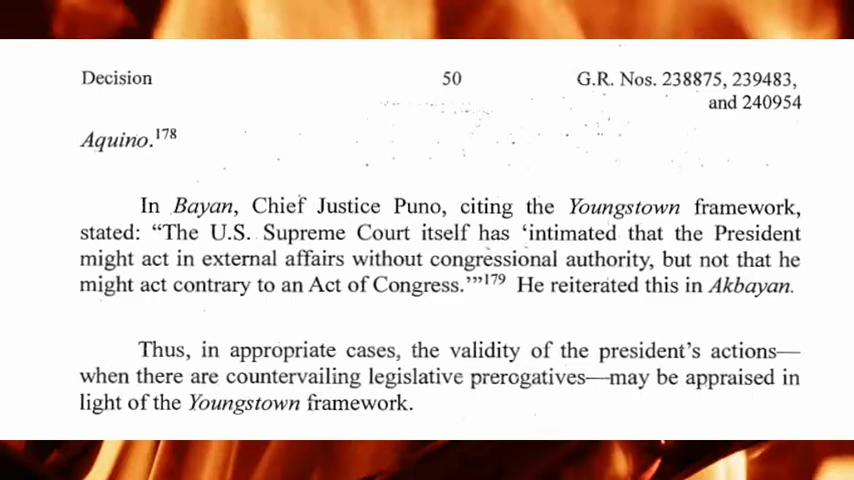 Decision 50 G.R. Nos. 238875, 239483,
and 240954
Aquino.178
In Bayan, Chief Justice Puno, citing the Youngstown framework,
stated: “The U.S. Supreme Court itself has ‘intimated that the President
might act in external affairs without congressional authority, but not that he
might act contrary to an Act of Congress.’”179 He reiterated this in Akbayan.
Thus, in appropriate cases, the validity of the president’s actions—
when there are countervailing legislative prerogatives—may be appraised in
light of the Youngstown framework.